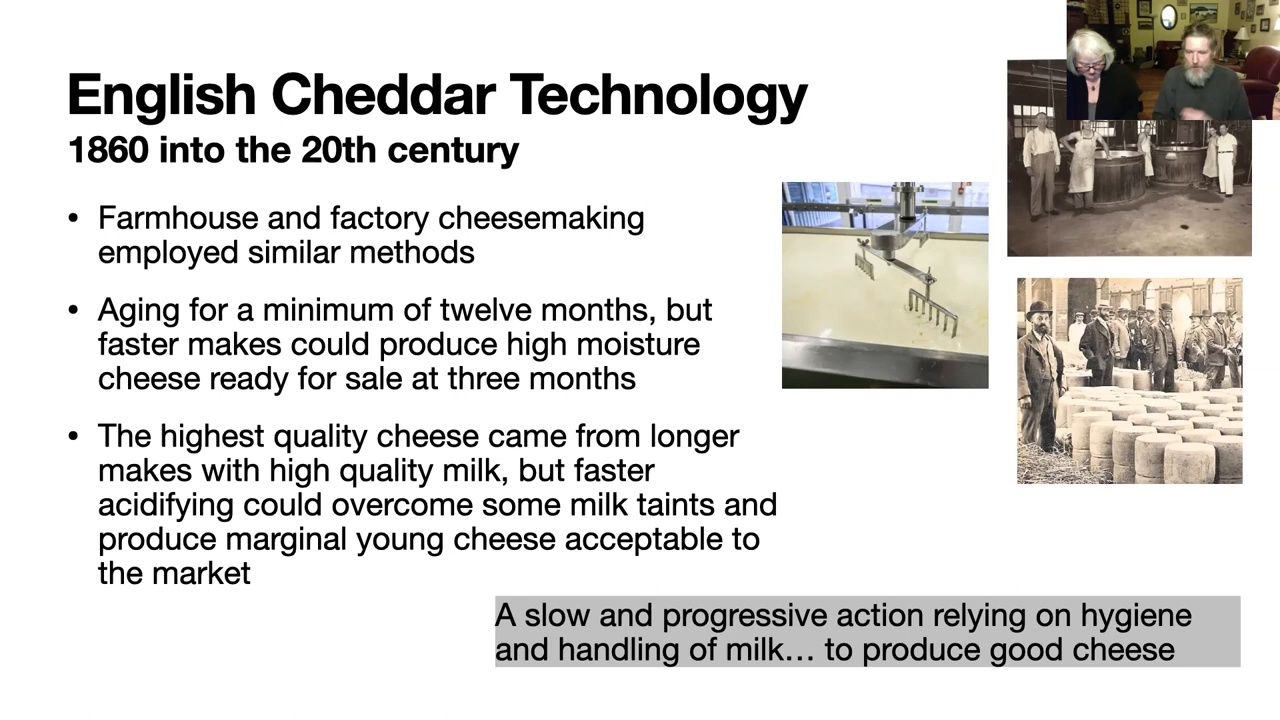 English Cheddar Technology
1860 into the 20th century
• Farmhouse and factory cheesemaking
employed similar methods
• Aging for a minimum of twelve months, but
faster makes could produce high moisture
cheese ready for sale at three months
• The highest quality cheese came from longer
makes with high quality milk, but faster
acidifying could overcome some milk taints and
produce marginal young cheese acceptable to
the market
A slow and progressive action relying on hygiene
and handling of milk… to produce good cheese